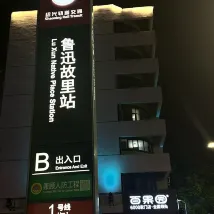 绍兴轨道交通
Shaoxing Rail Transit
鲁迅故里站
Lu Xun Native Place Station
B 出入口
Entrance And Exit
1 号线
百果园